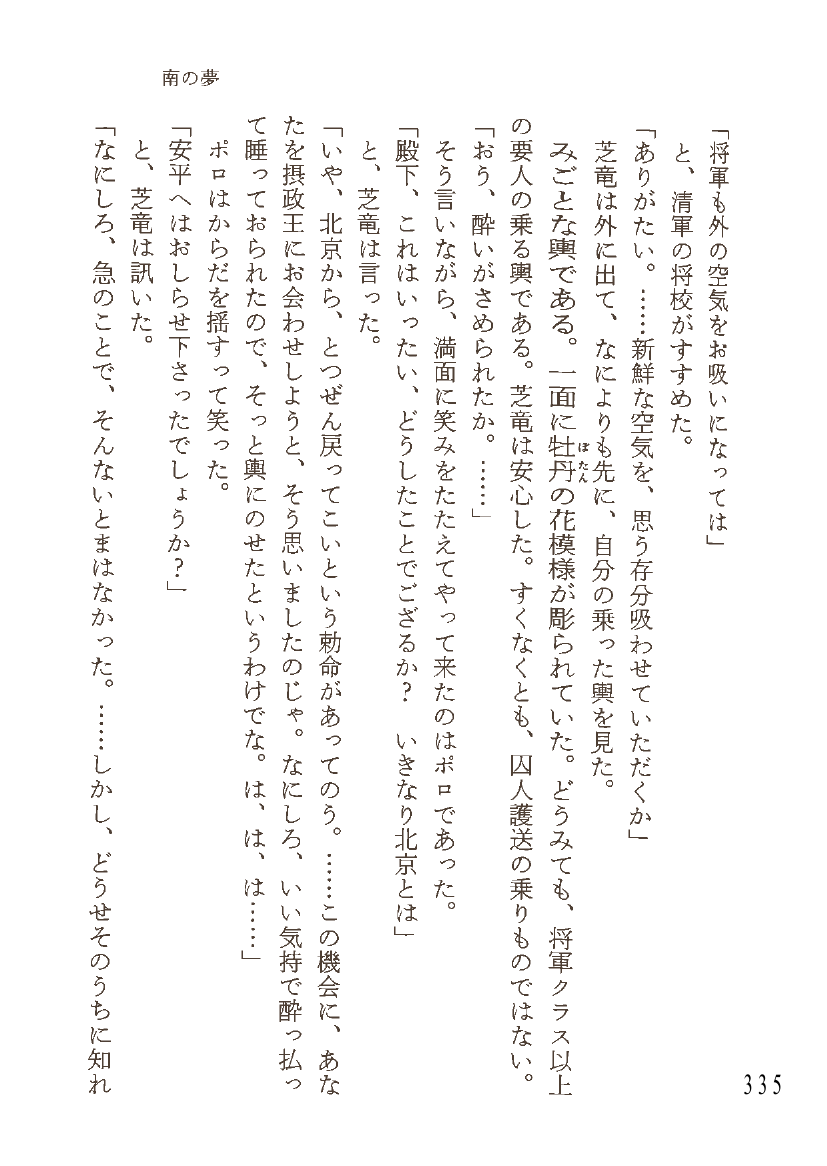 南の夢
「将軍も外の空気をお吸いになっては」
と、清軍の将校がすすめた。
「ありがたい。……新鮮な空気を、思う存分吸わせていただくか」
芝竜は外に出て、なによりも先に、自分の乗った輿を見た。
みごとな輿である。一面に牡丹の花模様が彫られていた。どうみても、将軍クラス以上
の要人の乗る輿である。芝竜は安心した。すくなくとも、囚人護送の乗りものではない。
「おう、酔いがさめられたか。……」
そう言いながら、満面に笑みをたたえてやって来たのはポロであった。
「殿下、これはいったい、どうしたことでござるか？　いきなり北京とは」
と、芝竜は言った。
「いや、北京から、とつぜん戻ってこいという勅命があってのう。……この機会に、あな
たを摂政王にお会わせしようと、そう思いましたのじゃ。なにしろ、いい気持で酔っ払っ
て睡っておられたので、そっと輿にのせたというわけでな。は、は、は……」
ポロはからだを揺すって笑った。
「安平へはおしらせ下さったでしょうか？」
と、芝竜は訊いた。
「なにしろ、急のことで、そんないとまはなかった。……しかし、どうせそのうちに知れ
335